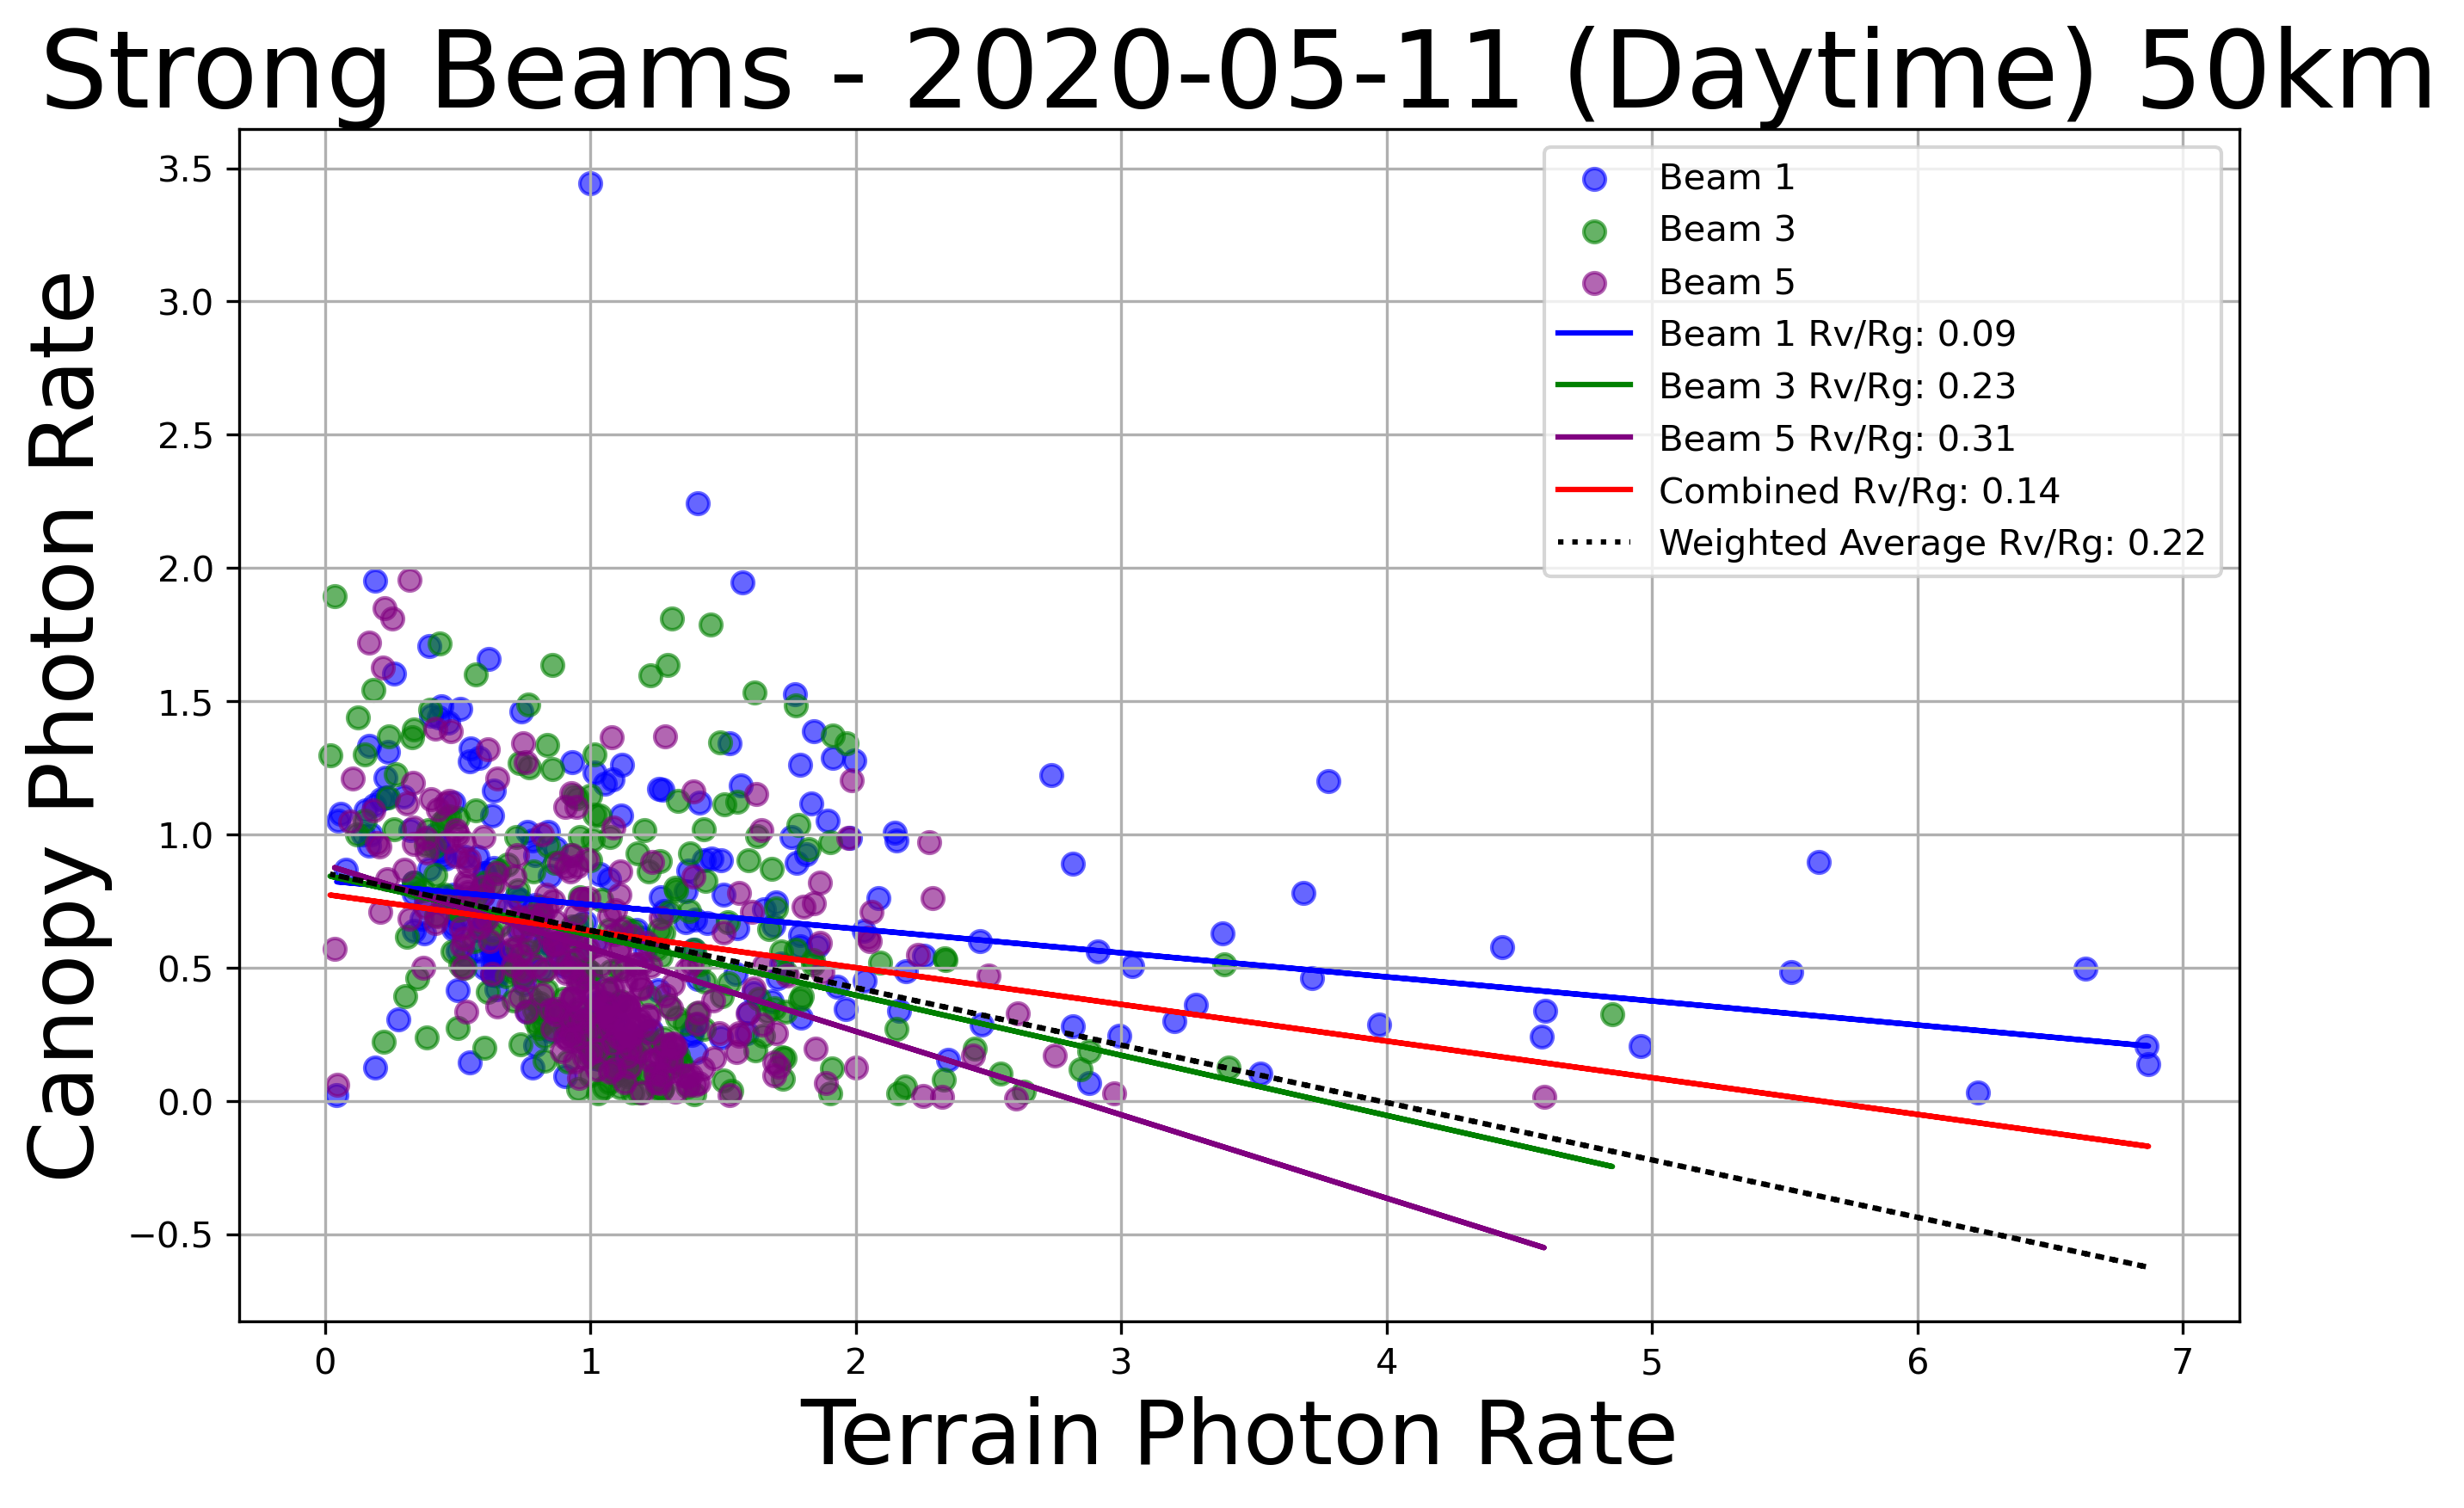 Strong Beams - 2020-05-11 (Daytime) 50km
Canopy Photon Rate
3.5
3.0
2.5
2.0
1.5
1.0
0.5
0.0
−0.5
Beam 1
Beam 3
Beam 5
Beam 1 Rv/Rg: 0.09
Beam 3 Rv/Rg: 0.23
Beam 5 Rv/Rg: 0.31
Combined Rv/Rg: 0.14
Weighted Average Rv/Rg: 0.22
0 1 2 3 4 5 6 7
Terrain Photon Rate